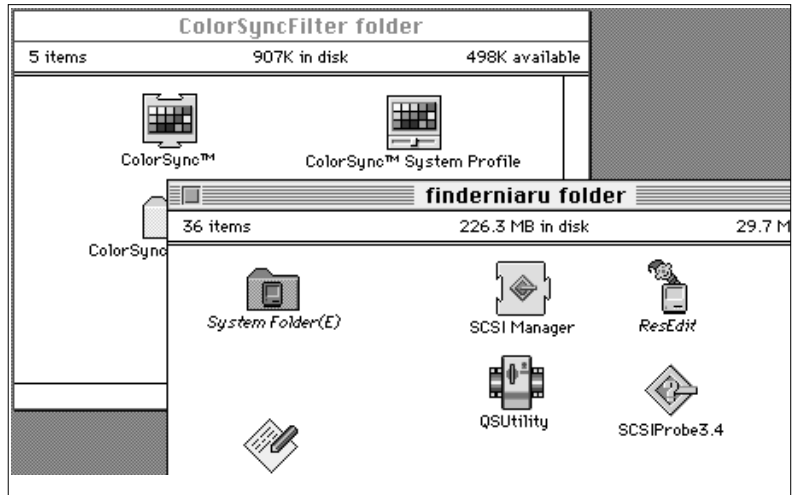 ColorSyncFilter folder
5 items 907K in disk 498K available
ColorSync™ ColorSync™ System Profile
finderniaru folder
36 items 226.3 MB in disk 29.7 M
ColorSync
System Folder(E) SCSI Manager ResEdit
QSUtility SCSIProbe3.4